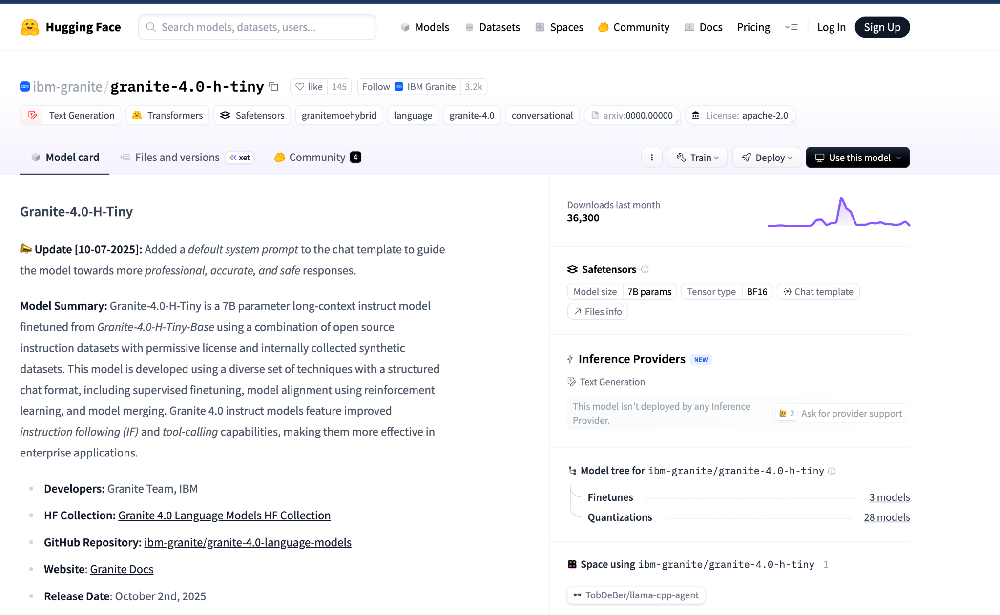 Hugging Face
Search models, datasets, users...
Models
Datasets
Spaces
Community
Docs
Pricing
Log In
Sign Up
ibm-granite/granite-4.0-h-tiny
like 145
Follow IBM Granite 3.2k
Text Generation
Transformers
Safetensors
granitemoehybrid
language
granite-4.0
conversational
arxiv:0000.00000
License: apache-2.0
Model card
Files and versions
xet
Community 4
Train
Deploy
Use this model
Granite-4.0-H-Tiny
Update [10-07-2025]: Added a default system prompt to the chat template to guide
the model towards more professional, accurate, and safe responses.
Model Summary: Granite-4.0-H-Tiny is a 7B parameter long-context instruct model
finetuned from Granite-4.0-H-Tiny-Base using a combination of open source
instruction datasets with permissive license and internally collected synthetic
datasets. This model is developed using a diverse set of techniques with a structured
chat format, including supervised finetuning, model alignment using reinforcement
learning, and model merging. Granite 4.0 instruct models feature improved
instruction following (IF) and tool-calling capabilities, making them more effective in
enterprise applications.
Developers: Granite Team, IBM
HF Collection: Granite 4.0 Language Models HF Collection
GitHub Repository: ibm-granite/granite-4.0-language-models
Website: Granite Docs
Release Date: October 2nd, 2025
Downloads last month
36,300
Safetensors
Model size 7B params
Tensor type BF16
Chat template
Files info
Inference Providers NEW
Text Generation
This model isn't deployed by any Inference
Provider.
2 Ask for provider support
Model tree for ibm-granite/granite-4.0-h-tiny
Finetunes 3 models
Quantizations 28 models
Space using ibm-granite/granite-4.0-h-tiny 1
TobDeBer/llama-cpp-agent